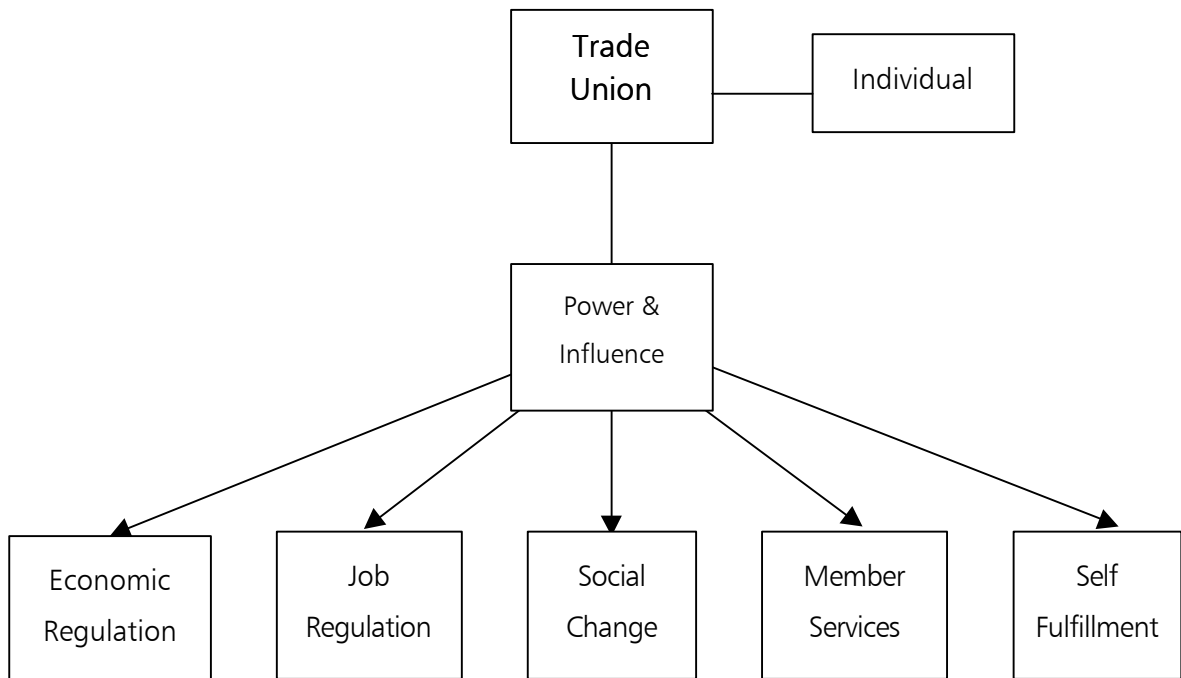 Trade
Union
Individual
Power &
Influence
Economic
Regulation
Job
Regulation
Social
Change
Member
Services
Self
Fulfillment